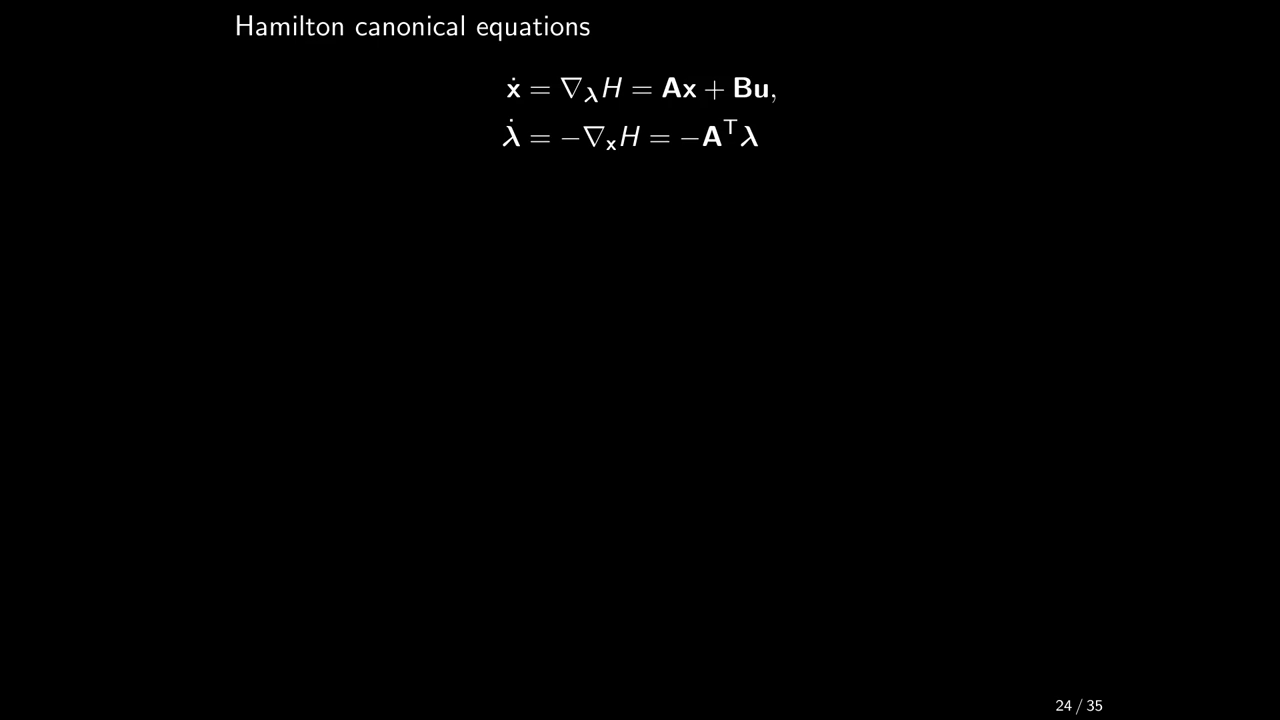 Hamilton canonical equations
ẋ = ∇_λ H = Ax + Bu,
λ̇ = −∇_x H = −A^T λ
24 / 35